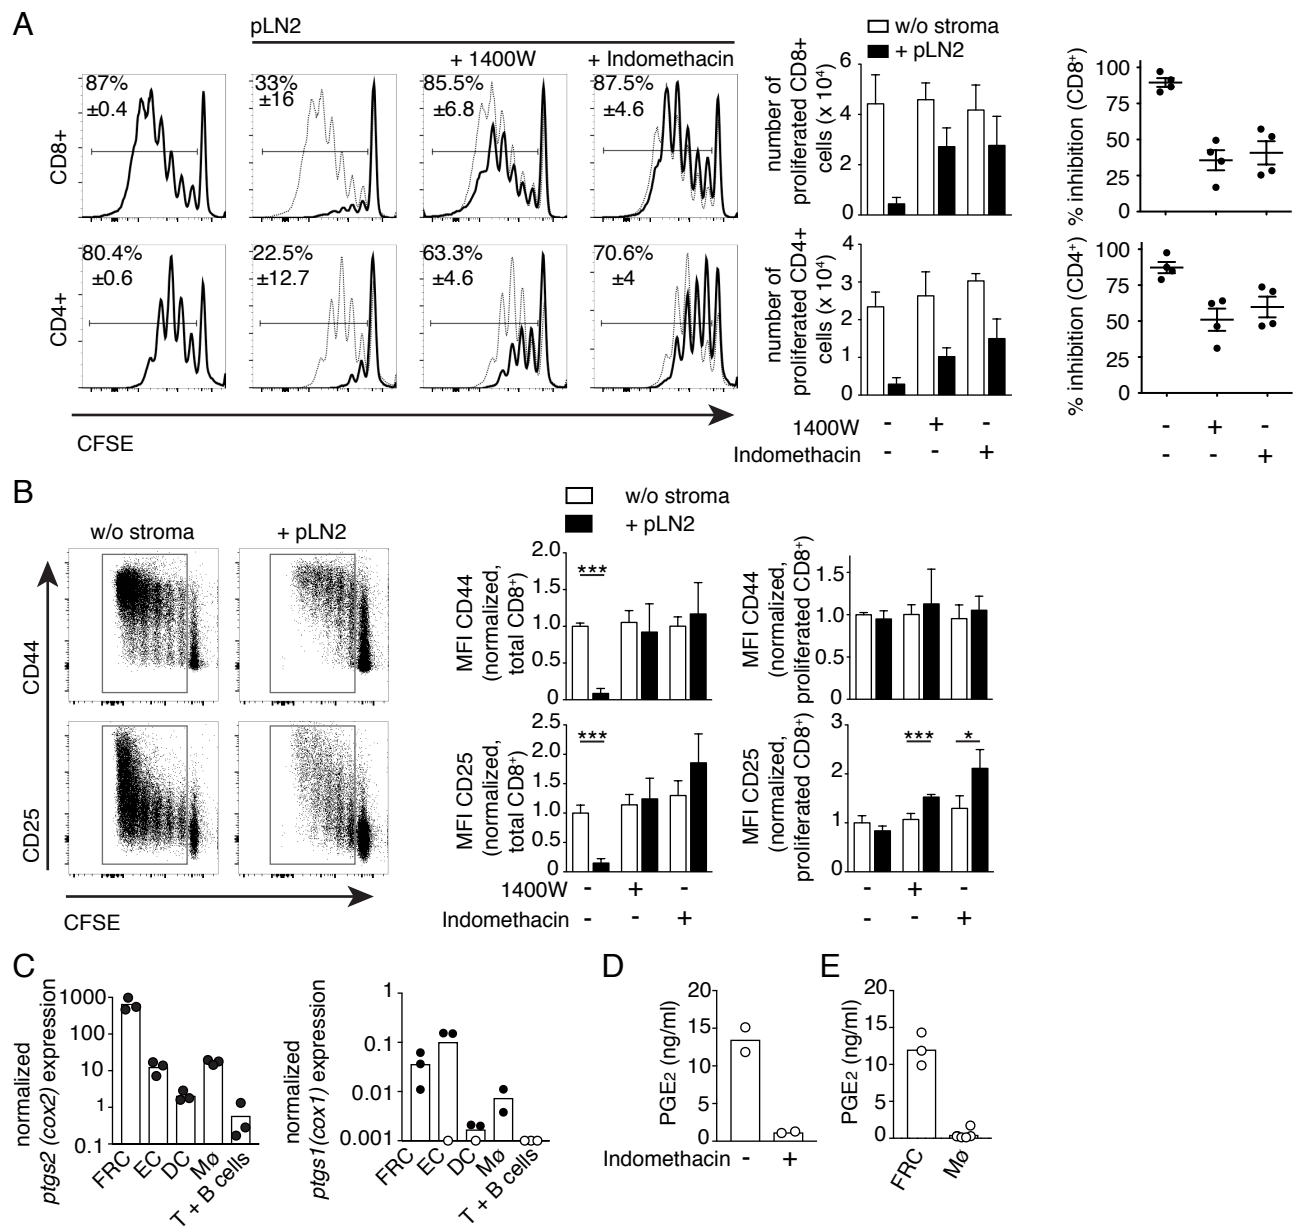 A
pLN2
+ 1400W
+ Indomethacin
87%
±0.4
33%
±16
85.5%
±6.8
87.5%
±4.6
CD8+
80.4%
±0.6
22.5%
±12.7
63.3%
±4.6
70.6%
±4
CD4+
CFSE
w/o stroma
+ pLN2
number of
proliferated CD8+
cells (x 10⁴)
6
4
2
0
number of
proliferated CD4+
cells (x 10⁴)
4
3
2
1
0
1400W - + -
Indomethacin - - +
% inhibition (CD8⁺)
100
75
50
25
0
% inhibition (CD4⁺)
100
75
50
25
0
- + -
- - +
B
w/o stroma
+ pLN2
CD44
CD25
CFSE
w/o stroma
+ pLN2
MFI CD44
(normalized,
total CD8⁺)
2.0
1.5
1.0
0.5
0
***
MFI CD44
(normalized,
proliferated CD8⁺)
1.5
1.0
0.5
0
MFI CD25
(normalized,
total CD8⁺)
2.5
2.0
1.5
1.0
0.5
0
***
MFI CD25
(normalized,
proliferated CD8⁺)
3
2
1
0
***
*
1400W - + - - + -
Indomethacin - - + - - +
C
normalized
ptgs2 (cox2) expression
1000
100
10
1
0.1
FRC
EC
DC
Mø
T + B cells
normalized
ptgs1(cox1) expression
1
0.1
0.01
0.001
FRC
EC
DC
Mø
T + B cells
D
PGE2 (ng/ml)
20
15
10
5
0
Indomethacin - +
E
PGE2 (ng/ml)
20
15
10
5
0
FRC
Mø